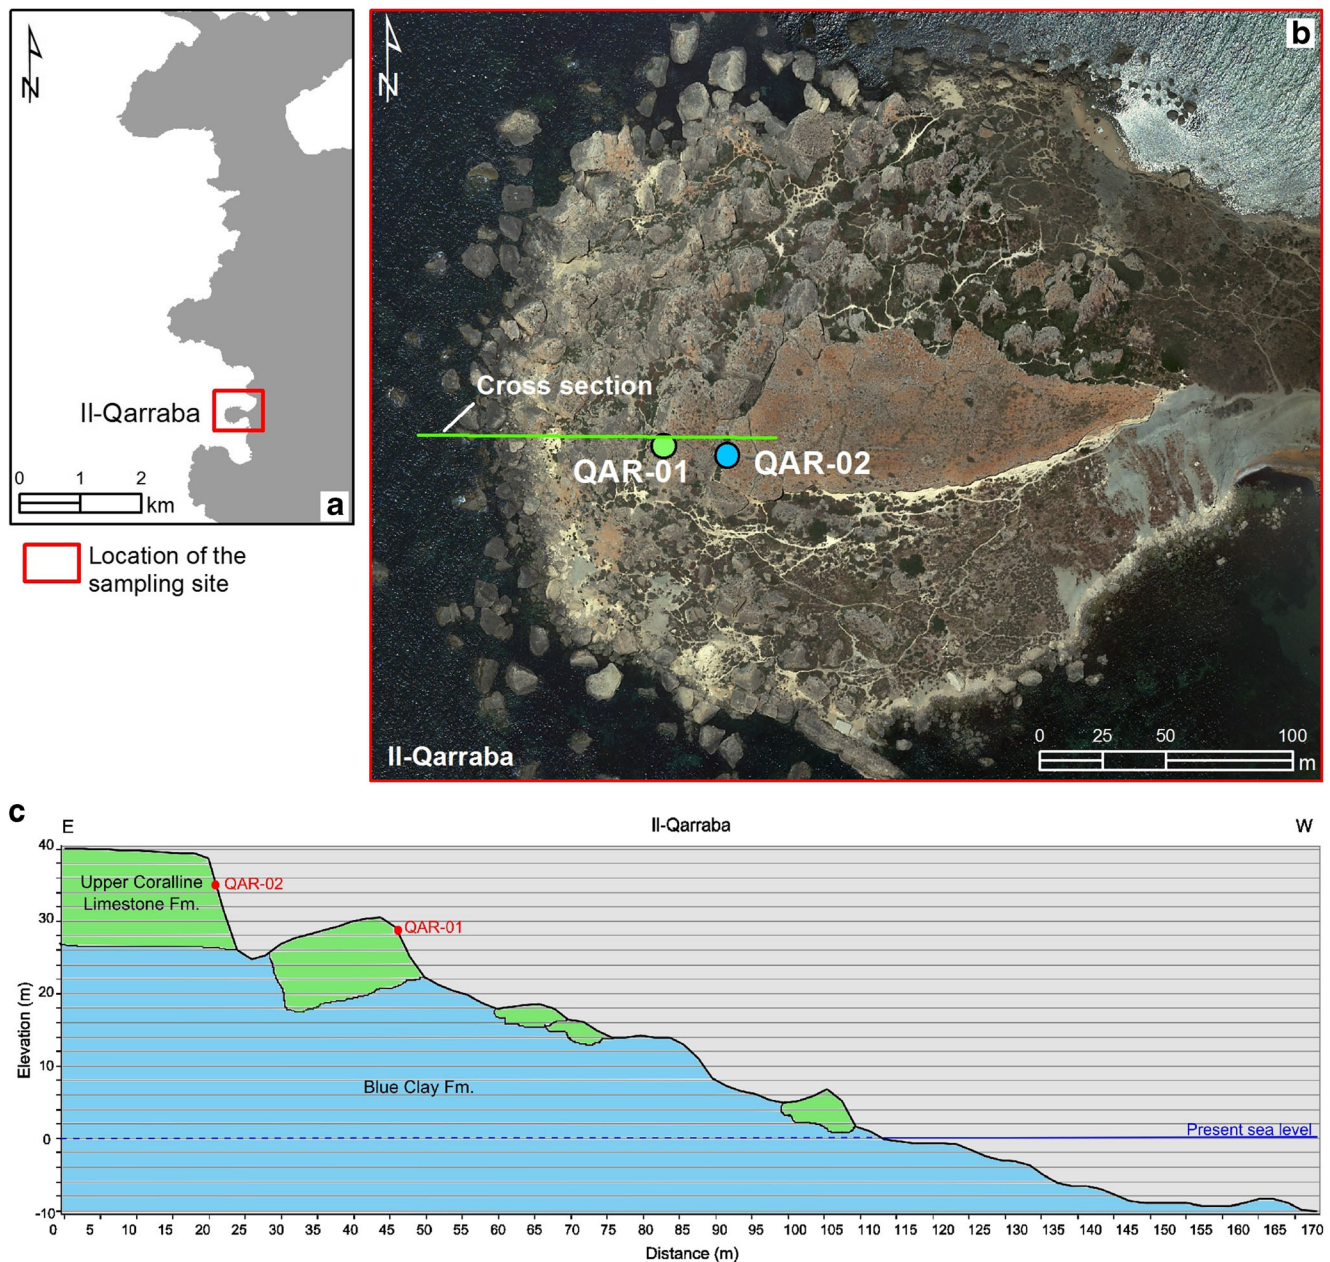 N
Il-Qarraba
0 1 2
km
a
Location of the
sampling site
N
b
Cross section
QAR-01
QAR-02
Il-Qarraba
0 25 50 100
m
c
E
Il-Qarraba
W
40
30
20
10
0
-10
Elevation (m)
Upper Coralline
Limestone Fm.
QAR-02
QAR-01
Blue Clay Fm.
Present sea level
0 5 10 15 20 25 30 35 40 45 50 55 60 65 70 75 80 85 90 95 100 105 110 115 120 125 130 135 140 145 150 155 160 165 170
Distance (m)